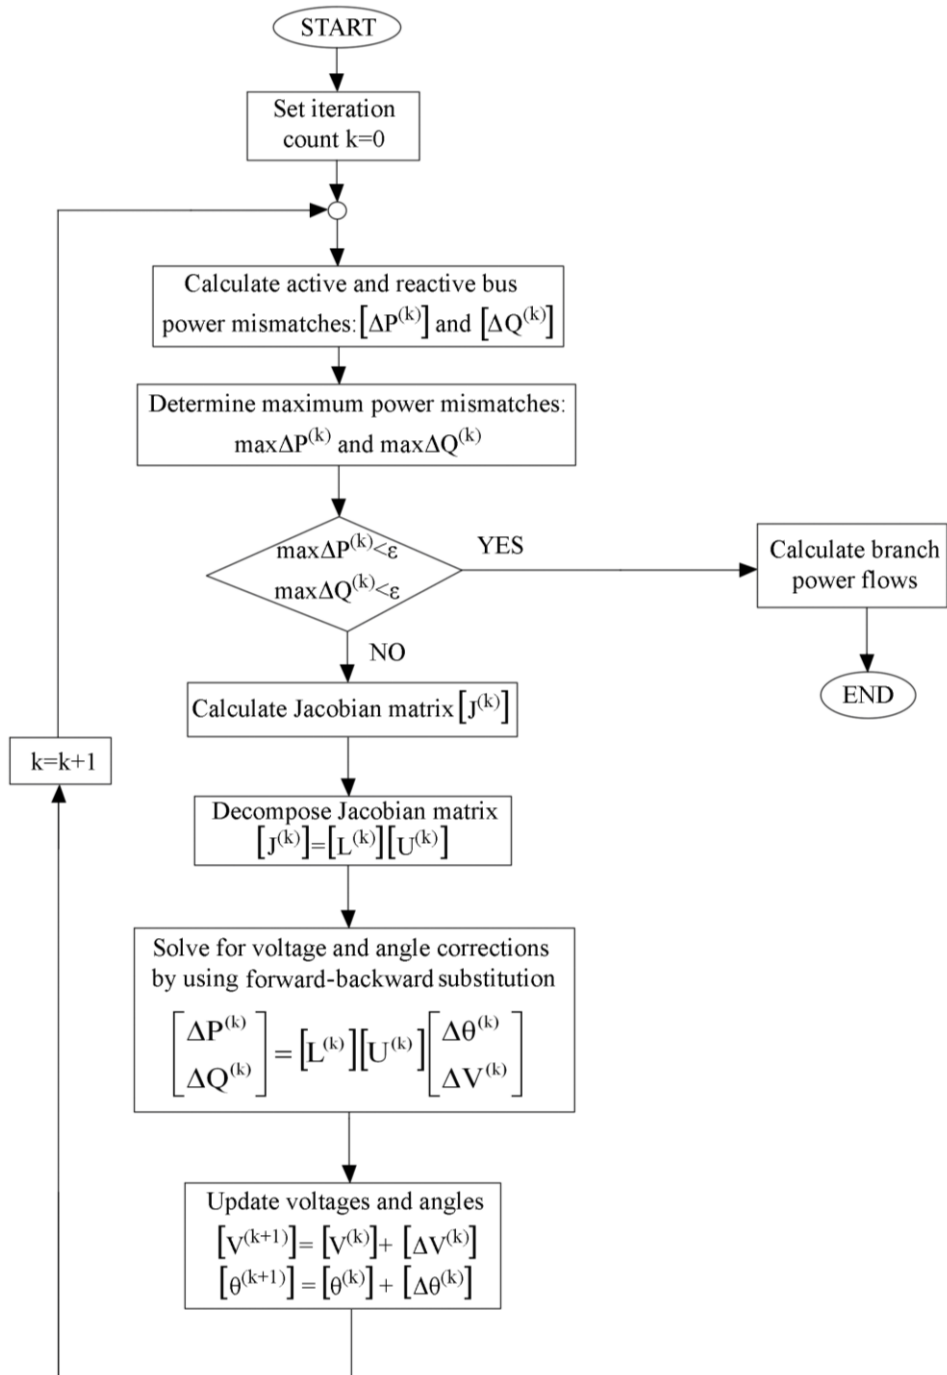 START
Set iteration
count k=0
Calculate active and reactive bus
power mismatches: [ΔP⁽ᵏ⁾] and [ΔQ⁽ᵏ⁾]
Determine maximum power mismatches:
maxΔP⁽ᵏ⁾ and maxΔQ⁽ᵏ⁾
maxΔP⁽ᵏ⁾<ε
maxΔQ⁽ᵏ⁾<ε
YES
Calculate branch
power flows
END
NO
Calculate Jacobian matrix [J⁽ᵏ⁾]
Decompose Jacobian matrix
[J⁽ᵏ⁾]=[L⁽ᵏ⁾][U⁽ᵏ⁾]
Solve for voltage and angle corrections
by using forward-backward substitution
[ΔP⁽ᵏ⁾ ΔQ⁽ᵏ⁾] = [L⁽ᵏ⁾][U⁽ᵏ⁾] [Δθ⁽ᵏ⁾ ΔV⁽ᵏ⁾]
Update voltages and angles
[V⁽ᵏ⁺¹⁾]= [V⁽ᵏ⁾]+ [ΔV⁽ᵏ⁾]
[θ⁽ᵏ⁺¹⁾] = [θ⁽ᵏ⁾] + [Δθ⁽ᵏ⁾]
k=k+1